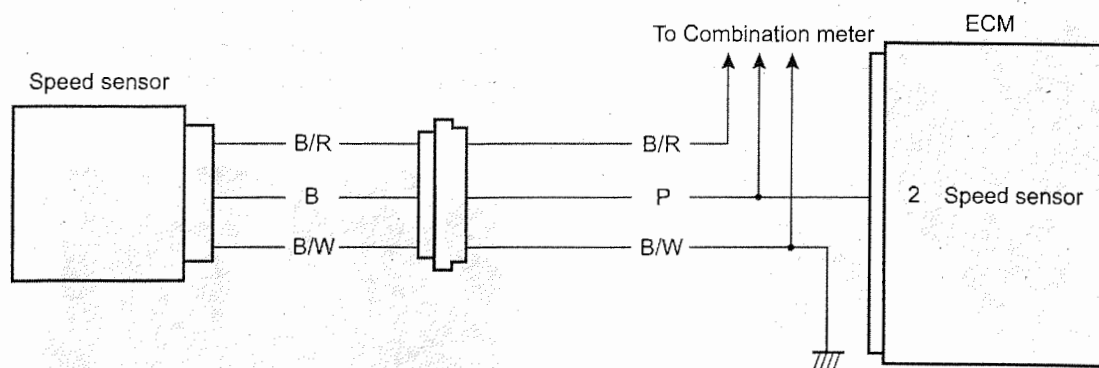 ECM
To Combination meter
Speed sensor
B/R B/R
B P 2 Speed sensor
B/W B/W